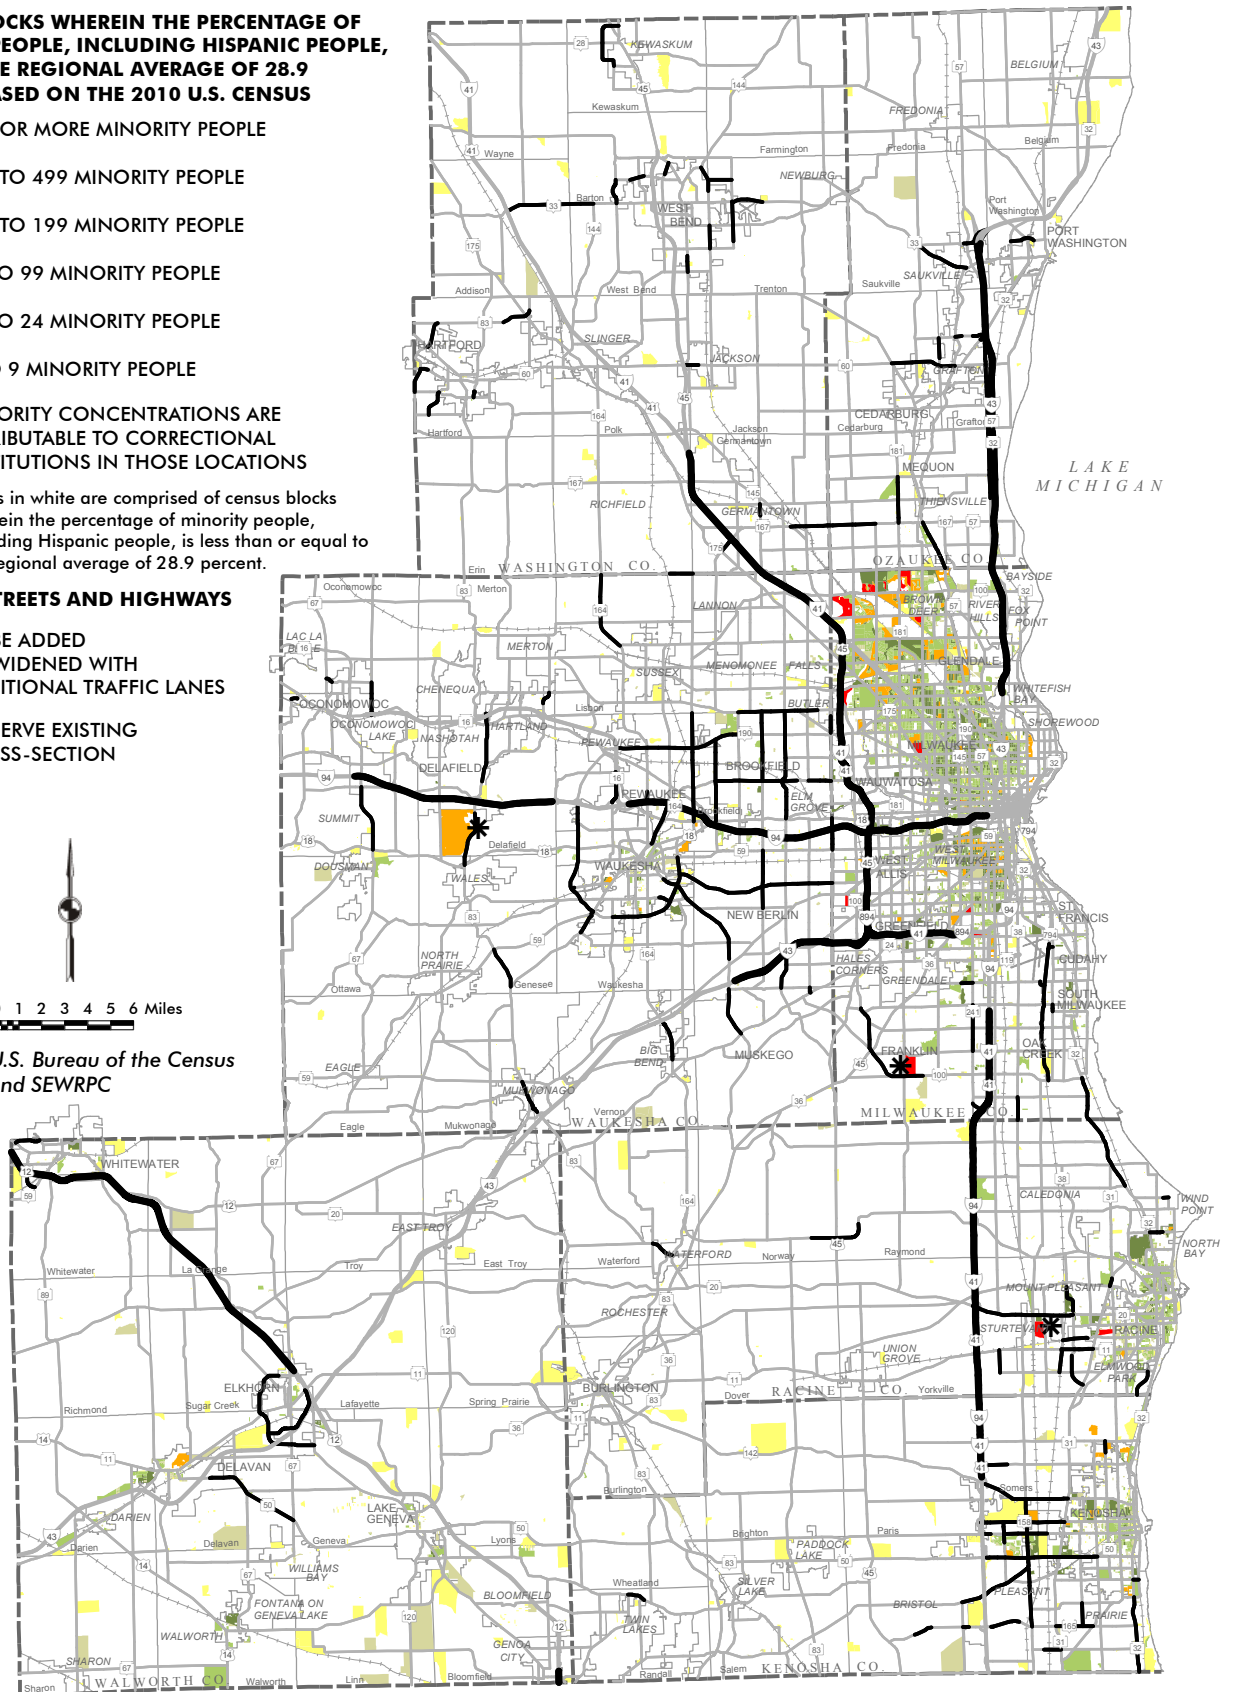 OCKS WHEREIN THE PERCENTAGE OF
PEOPLE, INCLUDING HISPANIC PEOPLE,
E REGIONAL AVERAGE OF 28.9
ASED ON THE 2010 U.S. CENSUS
OR MORE MINORITY PEOPLE
TO 499 MINORITY PEOPLE
TO 199 MINORITY PEOPLE
O 99 MINORITY PEOPLE
O 24 MINORITY PEOPLE
9 MINORITY PEOPLE
ORITY CONCENTRATIONS ARE
RIBUTABLE TO CORRECTIONAL
TITUTIONS IN THOSE LOCATIONS
s in white are comprised of census blocks
ein the percentage of minority people,
ding Hispanic people, is less than or equal to
egional average of 28.9 percent.
TREETS AND HIGHWAYS
BE ADDED
WIDENED WITH
ITIONAL TRAFFIC LANES
ERVE EXISTING
SS-SECTION
1 2 3 4 5 6 Miles
U.S. Bureau of the Census
nd SEWRPC
KEWASKUM
BELGIUM
Kewaskum
FREDONIA
Wayne
Farmington
Fredonia
Belgium
NEWBURG
Barton
WEST
BEND
Port
Washington
PORT
WASHINGTON
SAUKVILLE
Addison
West Bend
Trenton
Saukville
HARTFORD
SLINGER
JACKSON
GRAFTON
CEDARBURG
Hartford
Polk
Jackson
Germantown
Cedarburg
Grafton
MEQUON
LAKE
MICHIGAN
RICHFIELD
GERMANTOWN
THIENSVILLE
Erin
WASHINGTON CO.
OZAUKEE CO.
Oconomowoc
Merton
LANNON
BROWN
DEER
RIVER
HILLS
BAYSIDE
FOX
POINT
LAC LA
MERTON
SUSSEX
MENOMONEE FALLS
GLENDALE
CHENEQUA
OCONOMOWOC
Lisbon
BUTLER
WHITEFISH
BAY
OCONOMOWOC
LAKE
NASHOTAH
HARTLAND
PEWAUKEE
SHOREWOOD
MILWAUKEE
DELAFIELD
BROOKFIELD
WAUWATOSA
PEWAUKEE
ELM
GROVE
Brookfield
SUMMIT
Delafield
WEST
MILWAUKEE
DOUSMAN
WALES
WAUKESHA
WEST
ALLIS
NEW BERLIN
GREENFIELD
ST.
FRANCIS
NORTH
PRAIRIE
HALES
CORNERS
GREENDALE
CUDAHY
Ottawa
Genesee
Waukesha
SOUTH
MILWAUKEE
EAGLE
BIG
BEND
MUSKEGO
FRANKLIN
OAK
CREEK
MUKWONAGO
Vernon
Eagle
Mukwonago
WAUKESHA CO.
MILWAUKEE CO.
WHITEWATER
CALEDONIA
WIND
POINT
EAST TROY
NORTH
BAY
Whitewater
La Grange
Troy
East Troy
Waterford
WATERFORD
Norway
Raymond
ROCHESTER
MOUNT PLEASANT
STURTEVA
RACINE
UNION
GROVE
ELMWOOD
PARK
ELKHORN
BURLINGTON
Dover
RACINE CO.
Yorkville
Richmond
Sugar Creek
Lafayette
Spring Prairie
DELAVAN
DARIEN
LAKE
GENEVA
Burlington
Somers
KENOSHA
Darien
Delavan
Geneva
Lyons
Brighton
Paris
PADDOCK
LAKE
WILLIAMS
BAY
BLOOMFIELD
Wheatland
SILVER
LAKE
BRISTOL
PLEASANT
PRAIRIE
FONTANA ON
GENEVA LAKE
WALWORTH
TWIN
LAKES
GENOA
CITY
SHARON
Sharon
WALWORTH CO.
Walworth
Linn
Bloomfield
Randall
Salem
KENOSHA CO.